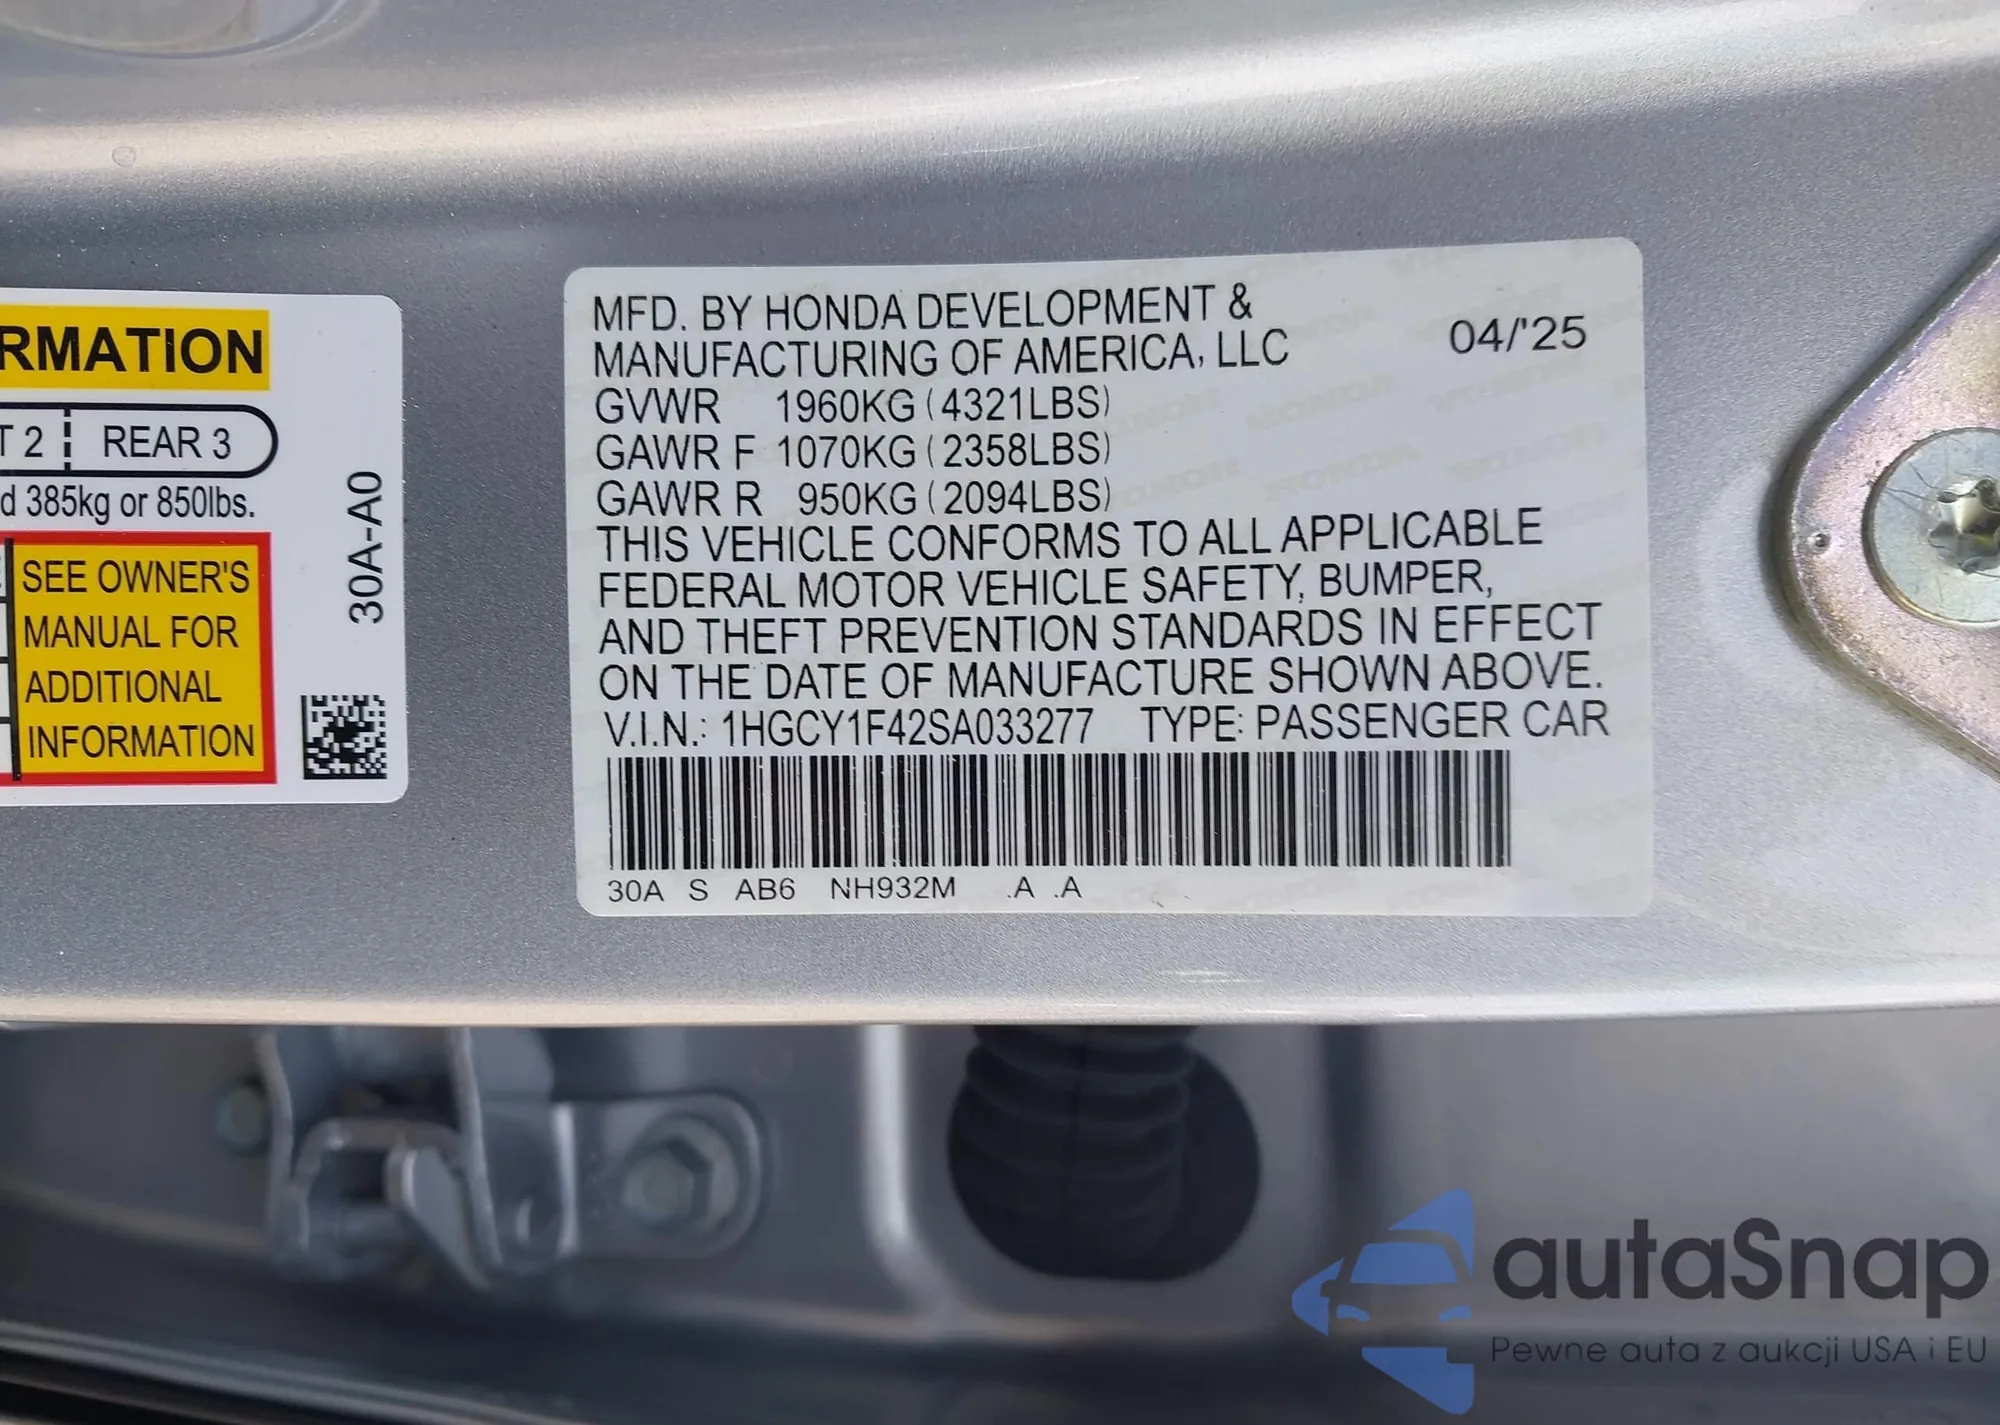 RMATION
T 2 REAR 3
d 385kg or 850lbs.
SEE OWNER'S
MANUAL FOR
ADDITIONAL
INFORMATION
30A-A0
MFD. BY HONDA DEVELOPMENT &
MANUFACTURING OF AMERICA, LLC
04/'25
GVWR 1960KG (4321LBS)
GAWR F 1070KG (2358LBS)
GAWR R 950KG (2094LBS)
THIS VEHICLE CONFORMS TO ALL APPLICABLE
FEDERAL MOTOR VEHICLE SAFETY, BUMPER,
AND THEFT PREVENTION STANDARDS IN EFFECT
ON THE DATE OF MANUFACTURE SHOWN ABOVE.
V.I.N.: 1HGCY1F42SA033277 TYPE: PASSENGER CAR
30A S AB6 NH932M .A .A
autaSnap
Pewne auta z aukcji USA i EU